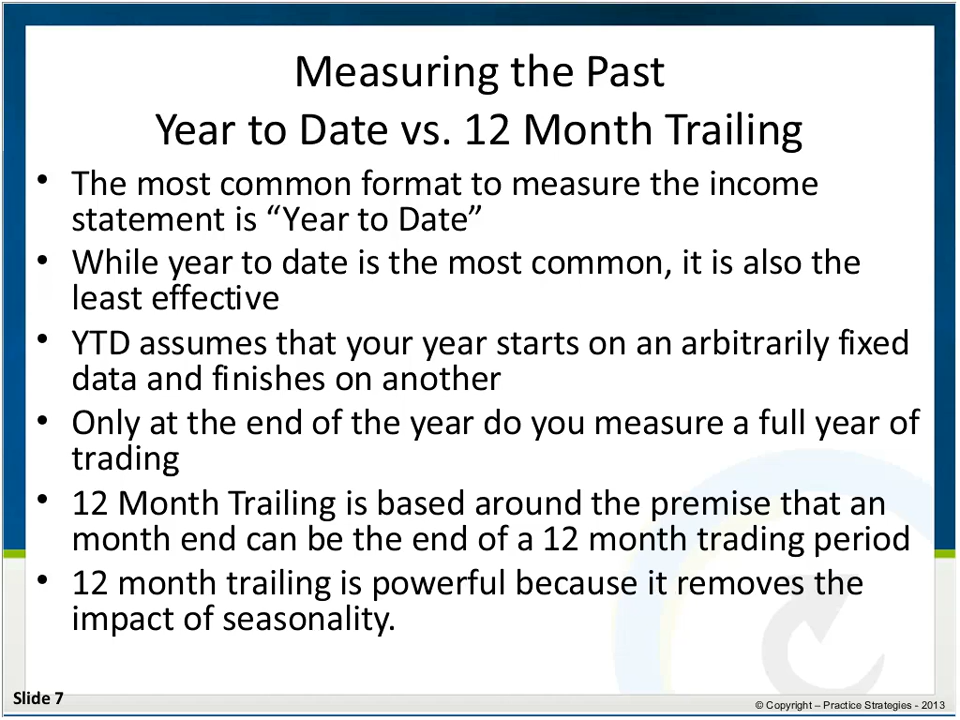 Measuring the Past
Year to Date vs. 12 Month Trailing
• The most common format to measure the income
statement is “Year to Date”
• While year to date is the most common, it is also the
least effective
• YTD assumes that your year starts on an arbitrarily fixed
data and finishes on another
• Only at the end of the year do you measure a full year of
trading
• 12 Month Trailing is based around the premise that an
month end can be the end of a 12 month trading period
• 12 month trailing is powerful because it removes the
impact of seasonality.
Slide 7
© Copyright – Practice Strategies - 2013